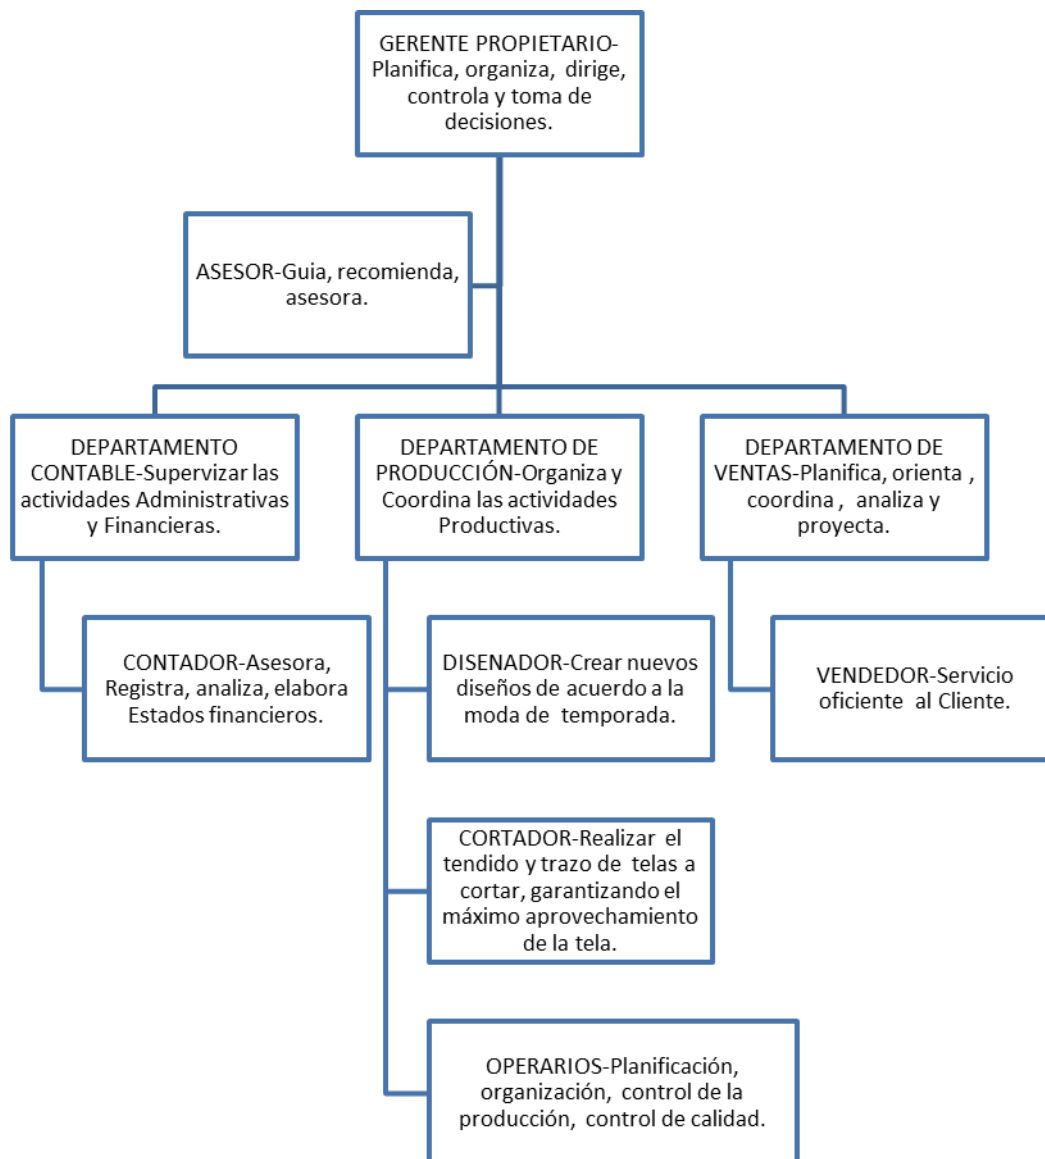 GERENTE PROPIETARIO-
Planifica, organiza, dirige,
controla y toma de
decisiones.
ASESOR-Guia, recomienda,
asesora.
DEPARTAMENTO
CONTABLE-Supervizar las
actividades Administrativas
y Financieras.
DEPARTAMENTO DE
PRODUCCIÓN-Organiza y
Coordina las actividades
Productivas.
DEPARTAMENTO DE
VENTAS-Planifica, orienta ,
coordina , analiza y
proyecta.
CONTADOR-Asesora,
Registra, analiza, elabora
Estados financieros.
DISENADOR-Crear nuevos
diseños de acuerdo a la
moda de temporada.
VENDEDOR-Servicio
oficiente al Cliente.
CORTADOR-Realizar el
tendido y trazo de telas a
cortar, garantizando el
máximo aprovechamiento
de la tela.
OPERARIOS-Planificación,
organización, control de la
producción, control de calidad.